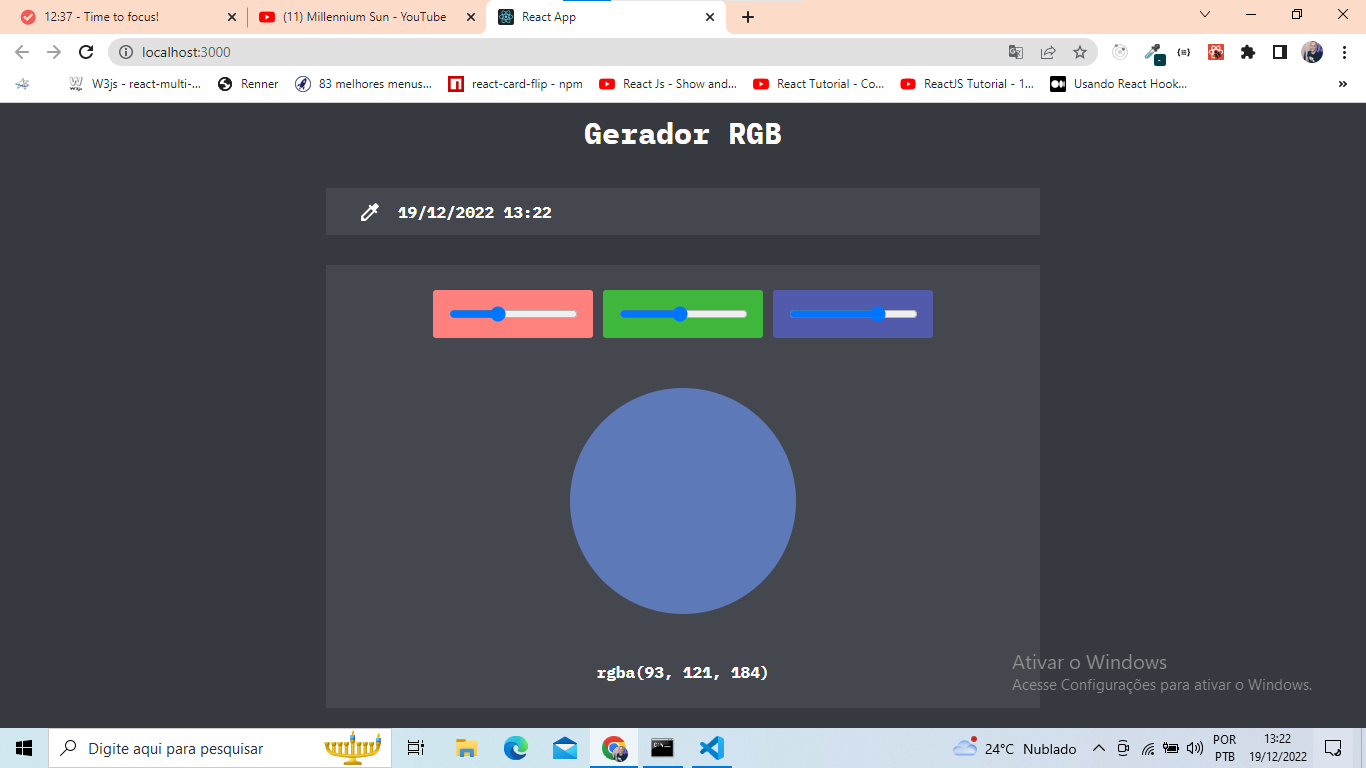 12:37 - Time to focus!
(11) Millennium Sun - YouTube
React App
localhost:3000
W3js - react-multi-...
Renner
83 melhores menus...
react-card-flip - npm
React Js - Show and...
React Tutorial - Co...
ReactJS Tutorial - 1...
Usando React Hook...
»
Gerador RGB
19/12/2022 13:22
rgba(93, 121, 184)
Ativar o Windows
Acesse Configurações para ativar o Windows.
Digite aqui para pesquisar
24°C Nublado
POR
PTB
13:22
19/12/2022